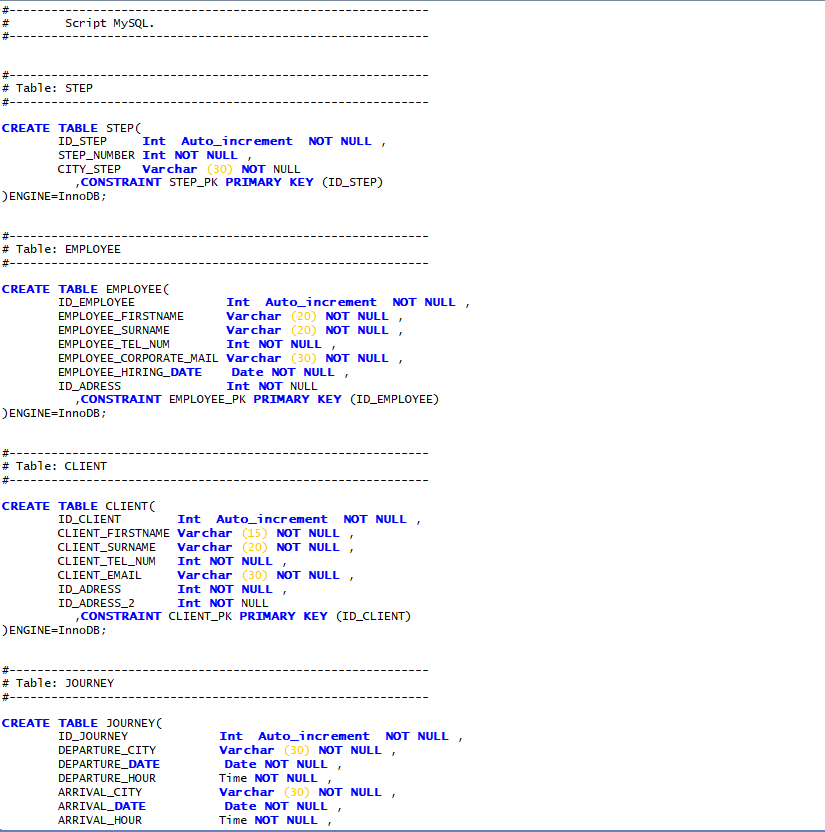 #------------------------------------------------------------
#        Script MySQL.
#------------------------------------------------------------


#------------------------------------------------------------
# Table: STEP
#------------------------------------------------------------

CREATE TABLE STEP(
        ID_STEP     Int  Auto_increment  NOT NULL ,
        STEP_NUMBER Int NOT NULL ,
        CITY_STEP   Varchar (30) NOT NULL
          ,CONSTRAINT STEP_PK PRIMARY KEY (ID_STEP)
)ENGINE=InnoDB;


#------------------------------------------------------------
# Table: EMPLOYEE
#------------------------------------------------------------

CREATE TABLE EMPLOYEE(
        ID_EMPLOYEE             Int  Auto_increment  NOT NULL ,
        EMPLOYEE_FIRSTNAME      Varchar (20) NOT NULL ,
        EMPLOYEE_SURNAME        Varchar (20) NOT NULL ,
        EMPLOYEE_TEL_NUM        Int NOT NULL ,
        EMPLOYEE_CORPORATE_MAIL Varchar (30) NOT NULL ,
        EMPLOYEE_HIRING_DATE    Date NOT NULL ,
        ID_ADRESS               Int NOT NULL
          ,CONSTRAINT EMPLOYEE_PK PRIMARY KEY (ID_EMPLOYEE)
)ENGINE=InnoDB;


#------------------------------------------------------------
# Table: CLIENT
#------------------------------------------------------------

CREATE TABLE CLIENT(
        ID_CLIENT        Int  Auto_increment  NOT NULL ,
        CLIENT_FIRSTNAME Varchar (15) NOT NULL ,
        CLIENT_SURNAME   Varchar (20) NOT NULL ,
        CLIENT_TEL_NUM   Int NOT NULL ,
        CLIENT_EMAIL     Varchar (30) NOT NULL ,
        ID_ADRESS        Int NOT NULL ,
        ID_ADRESS_2      Int NOT NULL
          ,CONSTRAINT CLIENT_PK PRIMARY KEY (ID_CLIENT)
)ENGINE=InnoDB;


#------------------------------------------------------------
# Table: JOURNEY
#------------------------------------------------------------

CREATE TABLE JOURNEY(
        ID_JOURNEY             Int  Auto_increment  NOT NULL ,
        DEPARTURE_CITY         Varchar (30) NOT NULL ,
        DEPARTURE_DATE         Date NOT NULL ,
        DEPARTURE_HOUR         Time NOT NULL ,
        ARRIVAL_CITY           Varchar (30) NOT NULL ,
        ARRIVAL_DATE           Date NOT NULL ,
        ARRIVAL_HOUR           Time NOT NULL ,